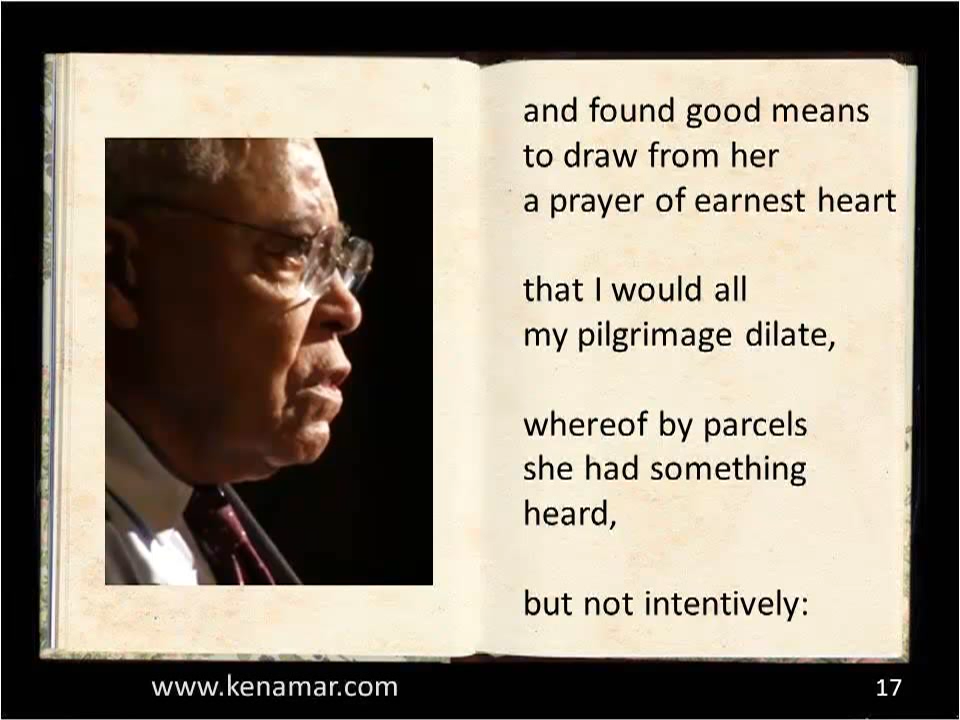 and found good means
to draw from her
a prayer of earnest heart
that I would all
my pilgrimage dilate,
whereof by parcels
she had something
heard,
but not intentively:
www.kenamar.com
17